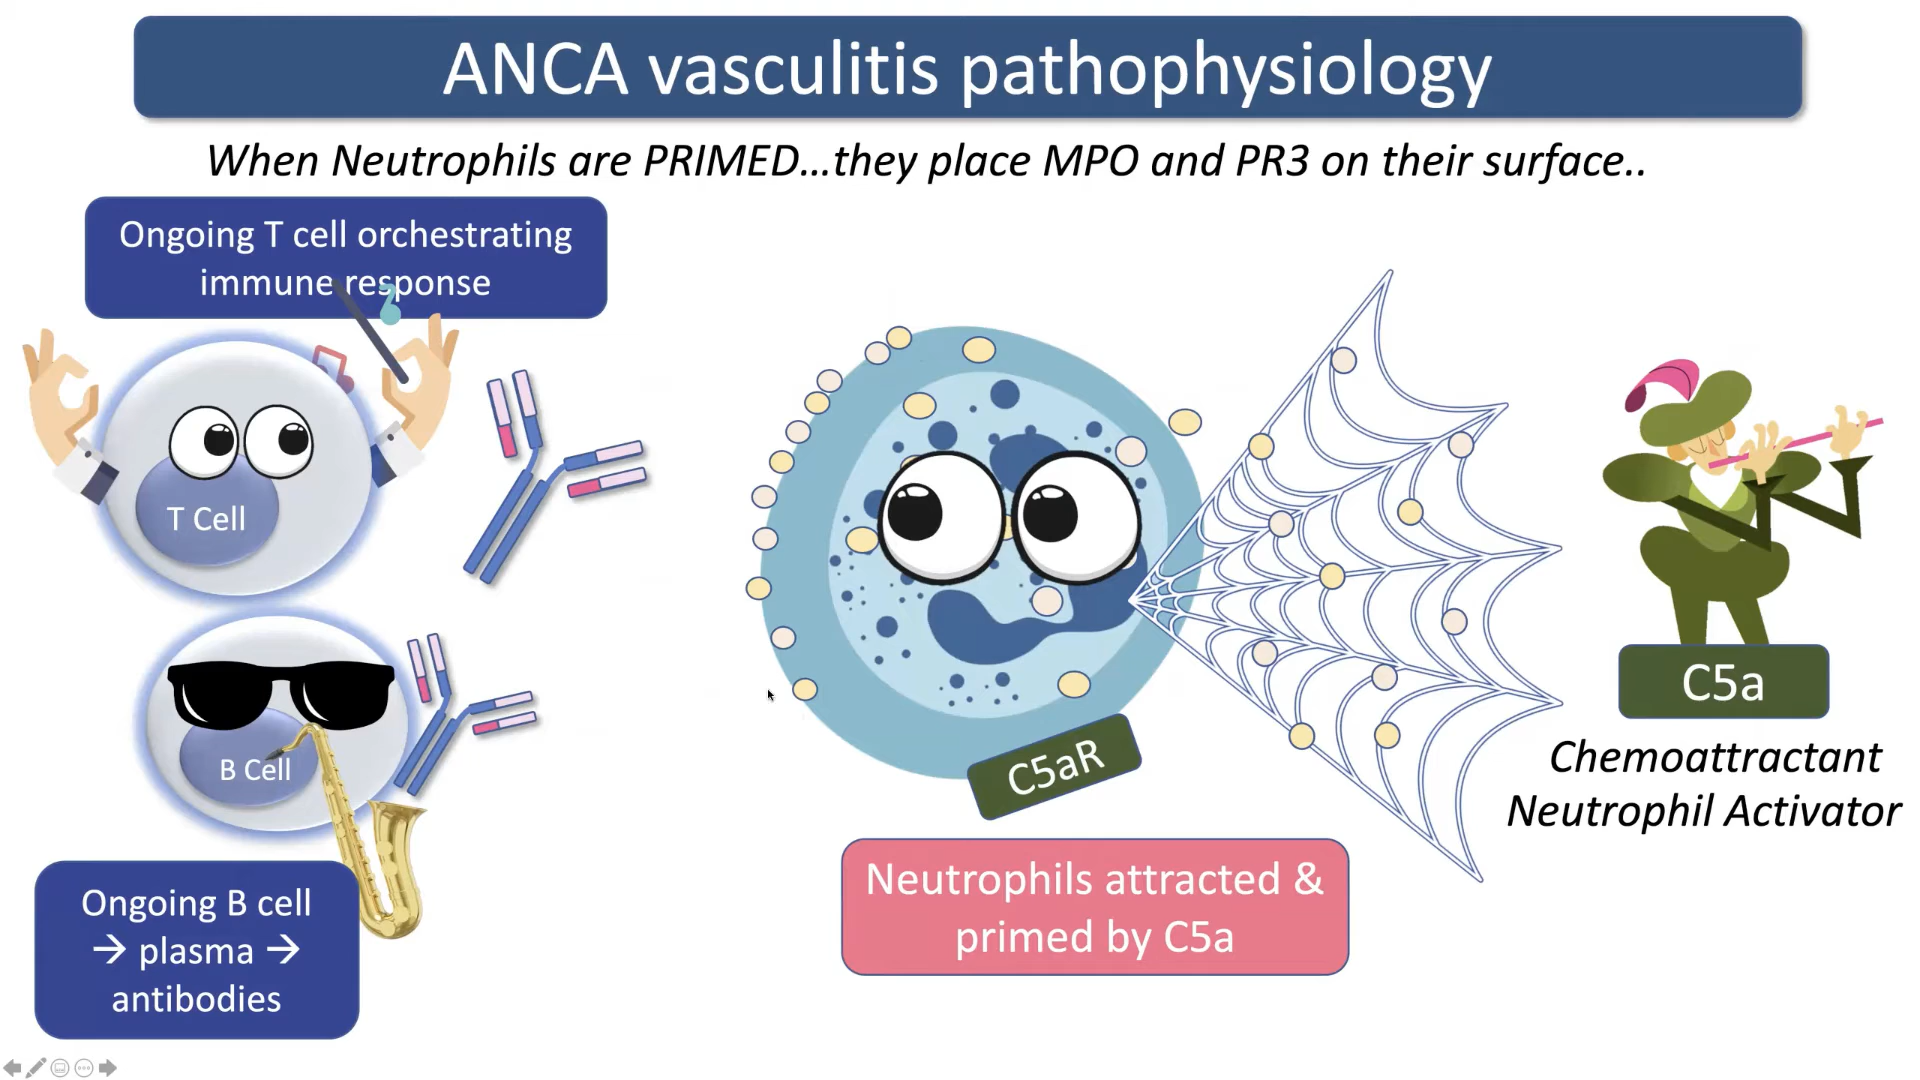 ANCA vasculitis pathophysiology
When Neutrophils are PRIMED...they place MPO and PR3 on their surface..
Ongoing T cell orchestrating
immune response
T Cell
B Cell
Ongoing B cell
→ plasma →
antibodies
C5aR
Neutrophils attracted &
primed by C5a
C5a
Chemoattractant
Neutrophil Activator